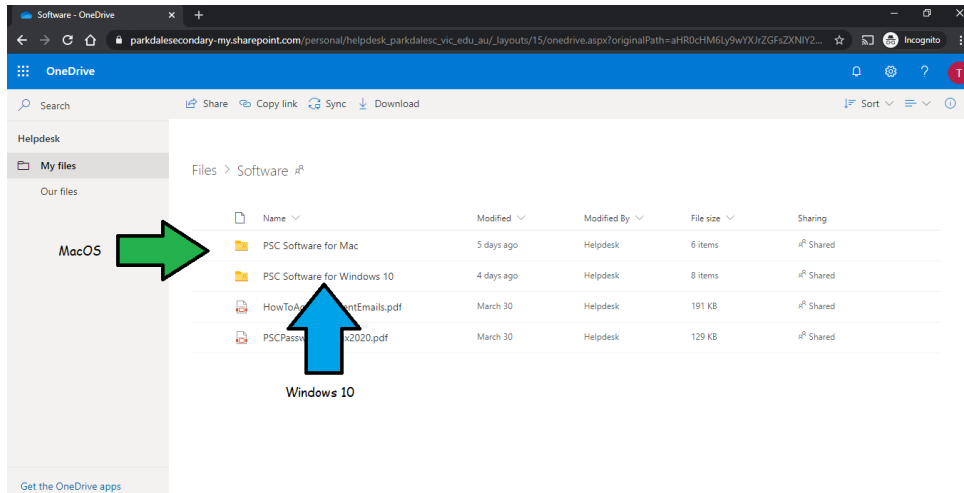 Software - OneDrive
parkdalesecondary-my.sharepoint.com/personal/helpdesk_parkdalesc_vic_edu_au/_layouts/15/onedrive.aspx?originalPath=aHR0cHM6Ly9wYXJrZGFsZXNlY2... Incognito
OneDrive ? T
Search Share Copy link Sync Download Sort
Helpdesk
My files Files > Software
Our files
Name Modified Modified By File size Sharing
MacOS PSC Software for Mac 5 days ago Helpdesk 6 items Shared
PSC Software for Windows 10 4 days ago Helpdesk 8 items Shared
March 30 Helpdesk 191 KB Shared
March 30 Helpdesk 129 KB Shared
Windows 10
Get the OneDrive apps